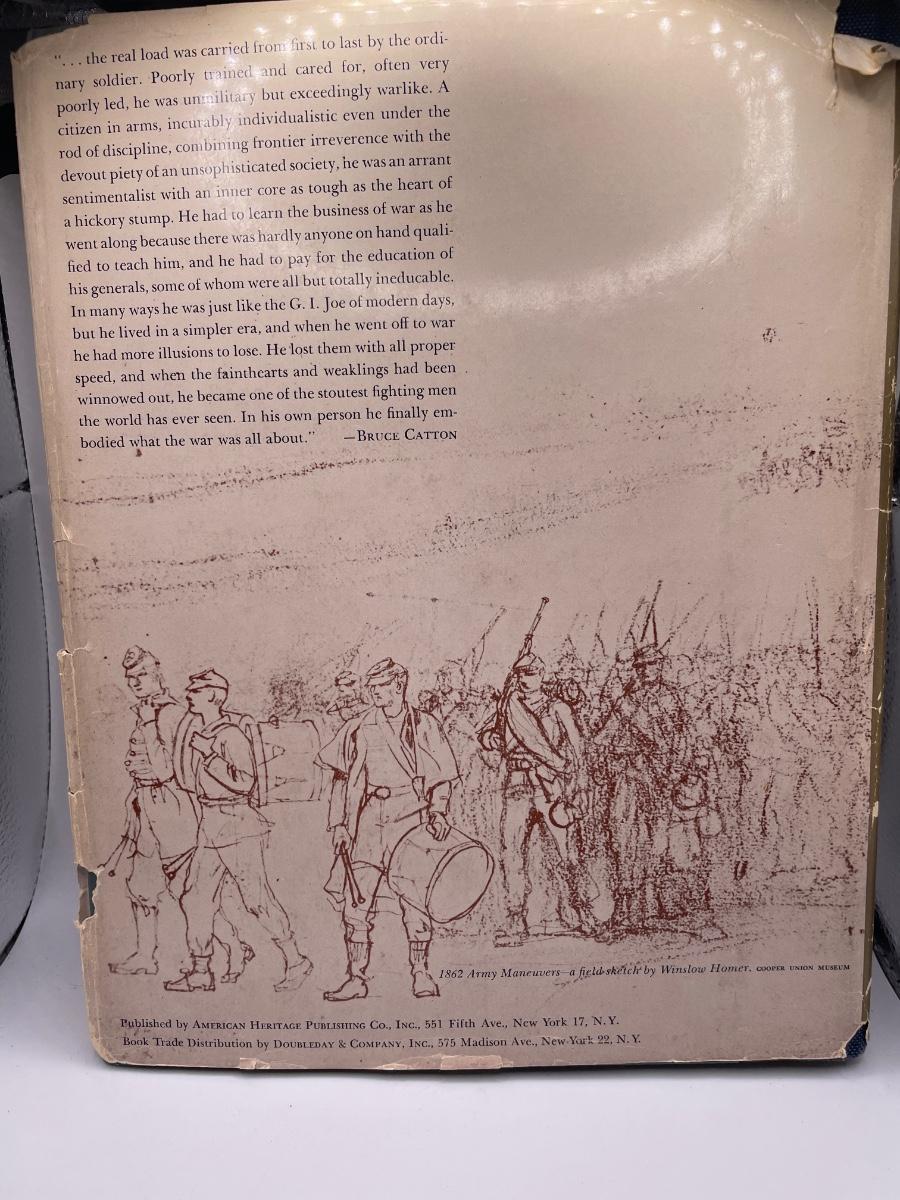 “. . . the real load was carried from first to last by the ordi-
nary soldier. Poorly trained and cared for, often very
poorly led, he was unmilitary but exceedingly warlike. A
citizen in arms, incurably individualistic even under the
rod of discipline, combining frontier irreverence with the
devout piety of an unsophisticated society, he was an arrant
sentimentalist with an inner core as tough as the heart of
a hickory stump. He had to learn the business of war as he
went along because there was hardly anyone on hand quali-
fied to teach him, and he had to pay for the education of
his generals, some of whom were all but totally ineducable.
In many ways he was just like the G. I. Joe of modern days,
but he lived in a simpler era, and when he went off to war
he had more illusions to lose. He lost them with all proper
speed, and when the fainthearts and weaklings had been
winnowed out, he became one of the stoutest fighting men
the world has ever seen. In his own person he finally em-
bodied what the war was all about.” —BRUCE CATTON
1862 Army Maneuvers—a field sketch by Winslow Homer. COOPER UNION MUSEUM
Published by AMERICAN HERITAGE PUBLISHING CO., INC., 551 Fifth Ave., New York 17, N.Y.
Book Trade Distribution by DOUBLEDAY & COMPANY, INC., 575 Madison Ave., New York 22, N.Y.